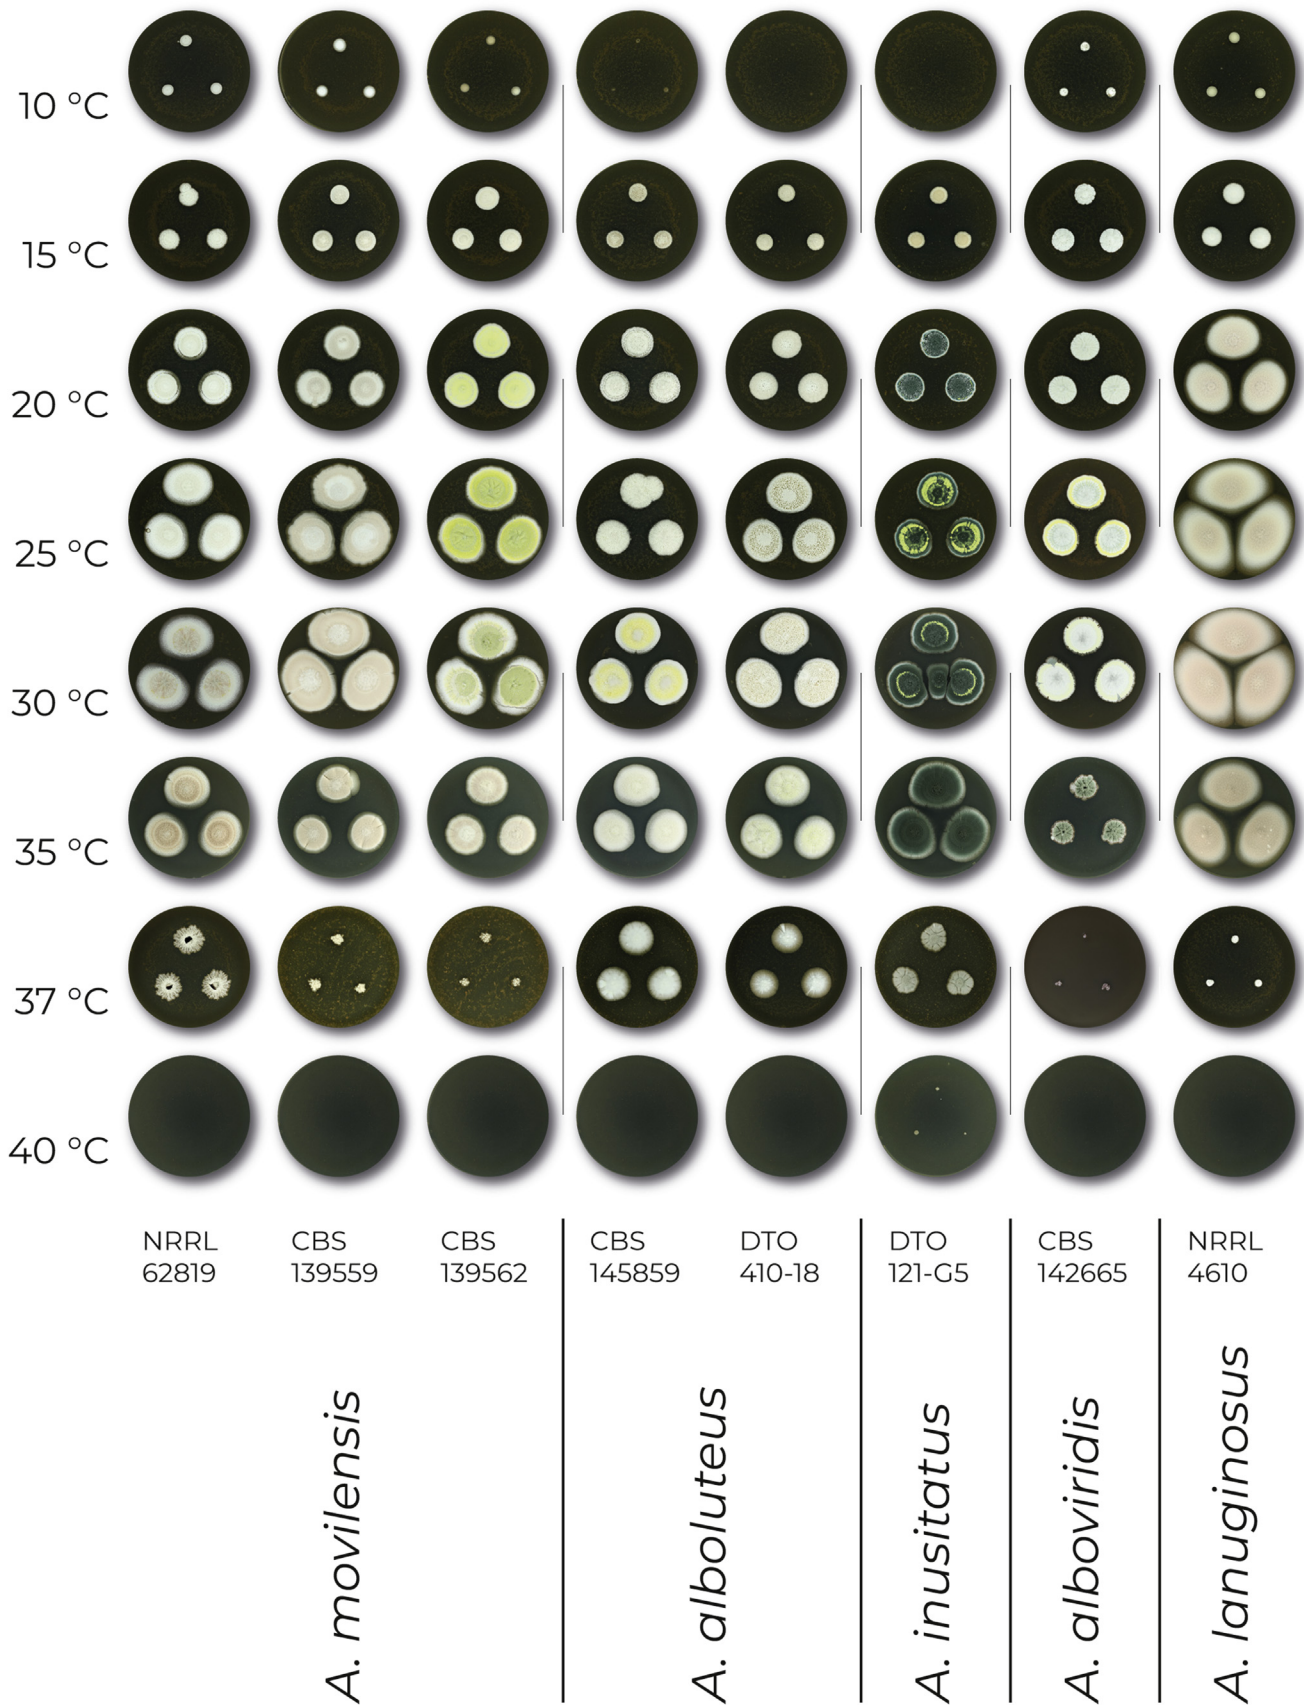 10 °C
15 °C
20 °C
25 °C
30 °C
35 °C
37 °C
40 °C
NRRL
62819
CBS
139559
CBS
139562
CBS
145859
DTO
410-18
DTO
121-G5
CBS
142665
NRRL
4610
A. movilensis
A. alboluteus
A. inusitatus
A. alboviridis
A. lanuginosus